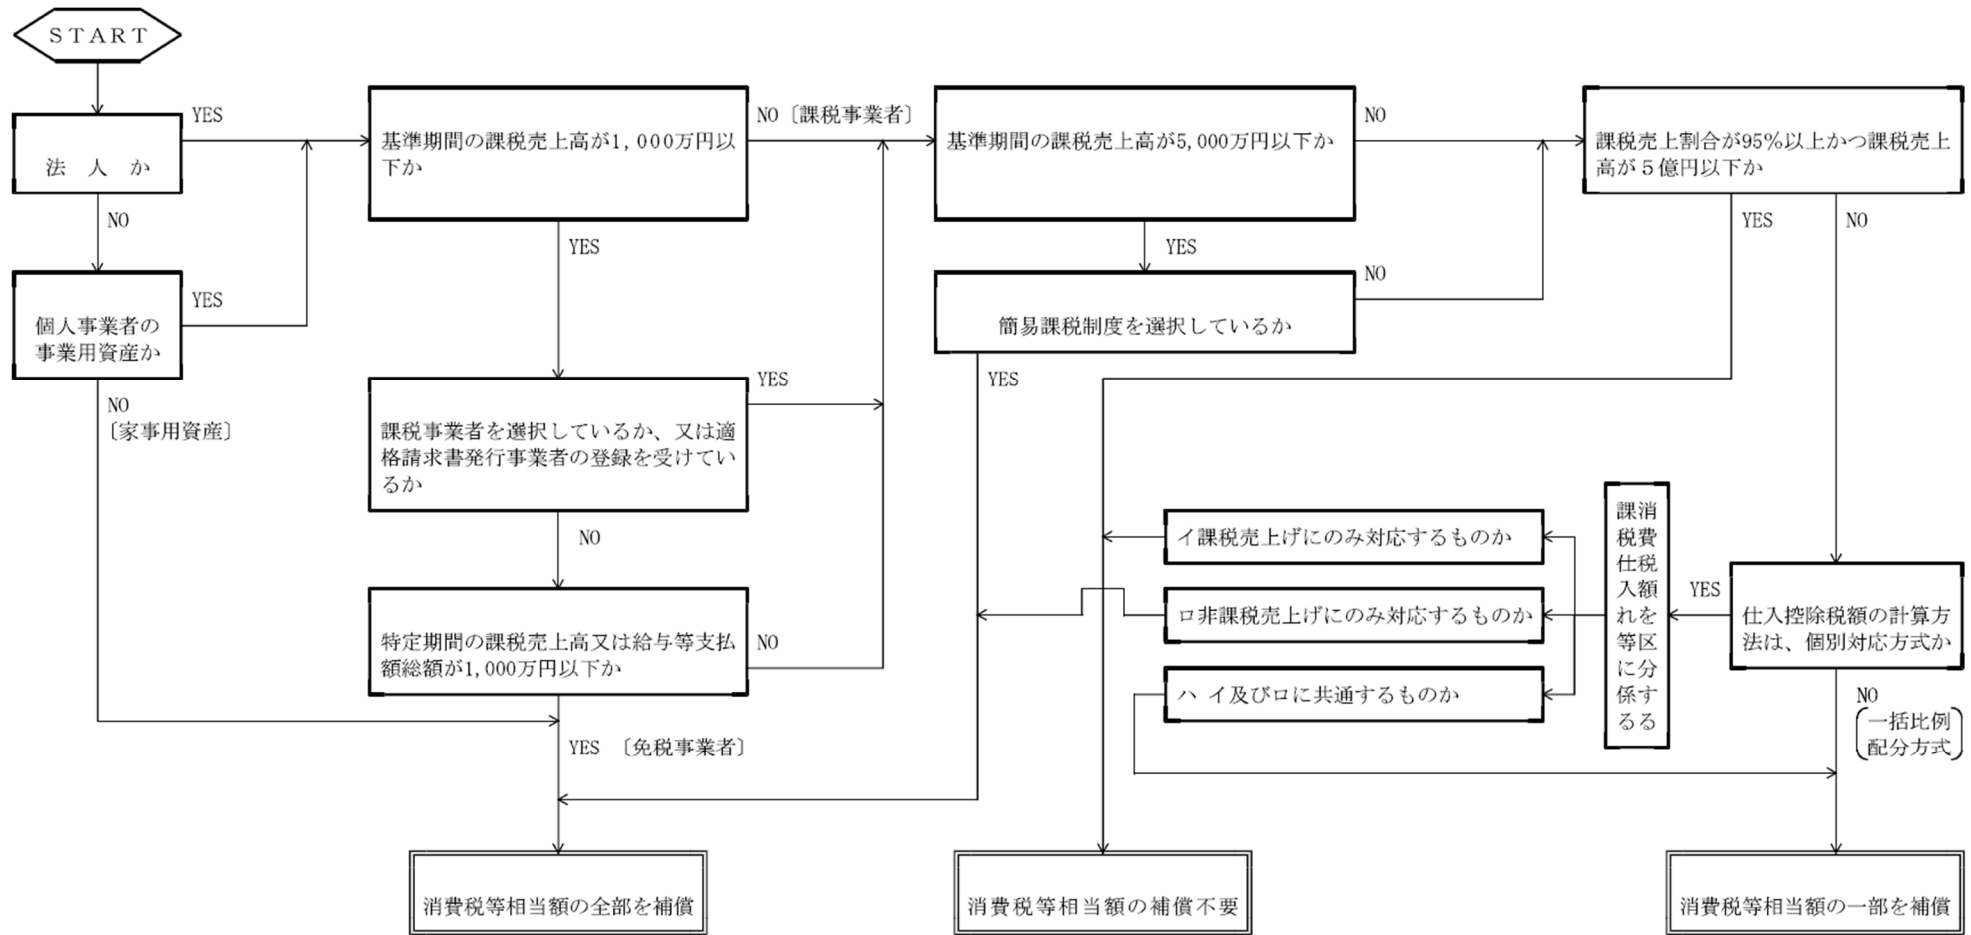 START
法 人 か
YES
NO
個人事業者の
事業用資産か
YES
NO
〔家事用資産〕
基準期間の課税売上高が1,000万円以
下か
NO〔課税事業者〕
YES
課税事業者を選択しているか、又は適
格請求書発行事業者の登録を受けてい
るか
YES
NO
特定期間の課税売上高又は給与等支払
額総額が1,000万円以下か
NO
YES 〔免税事業者〕
基準期間の課税売上高が5,000万円以下か
NO
YES
簡易課税制度を選択しているか
NO
YES
課税売上割合が95%以上かつ課税売上
高が５億円以下か
YES
NO
仕入控除税額の計算方
法は、個別対応方式か
YES
NO
一括比例
配分方式
消費税額を区分する
課税仕入れ等に係る
イ課税売上げにのみ対応するものか
ロ非課税売上げにのみ対応するものか
ハ イ及びロに共通するものか
消費税等相当額の全部を補償
消費税等相当額の補償不要
消費税等相当額の一部を補償